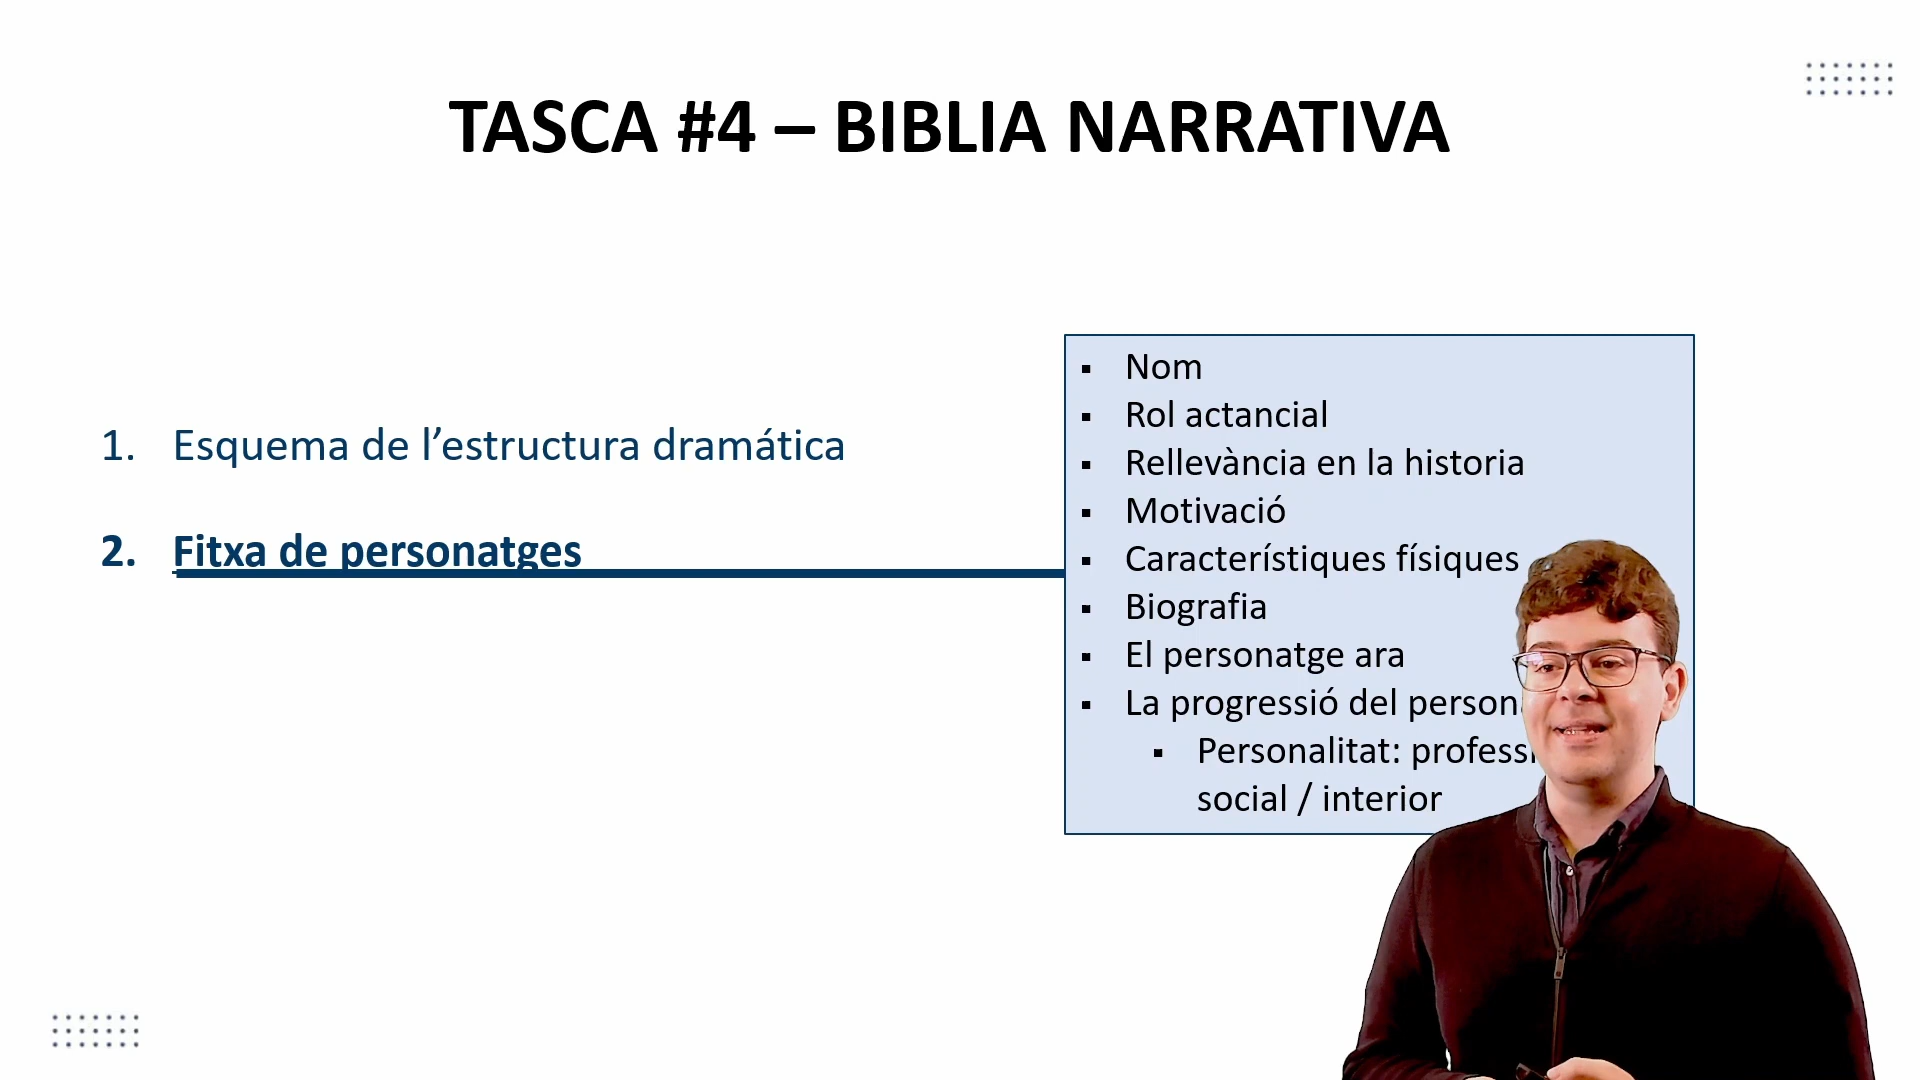 TASCA #4 – BIBLIA NARRATIVA
1. Esquema de l’estructura dramática
2. Fitxa de personatges
▪ Nom
▪ Rol actancial
▪ Rellevància en la historia
▪ Motivació
▪ Característiques físiques
▪ Biografia
▪ El personatge ara
▪ La progressió del
▪ Personalitat:
social / interior